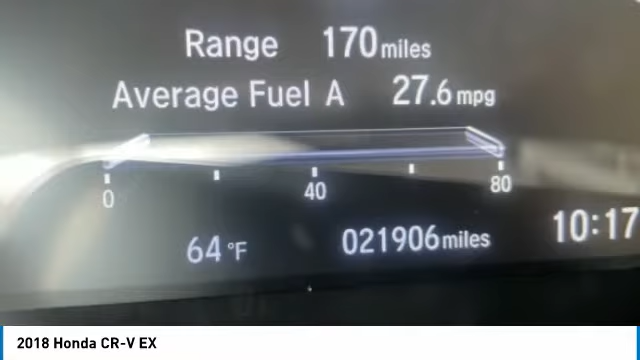 Range 170 miles
Average Fuel A 27.6 mpg
0 40 80
64 °F 021906 miles 10:17
2018 Honda CR-V EX